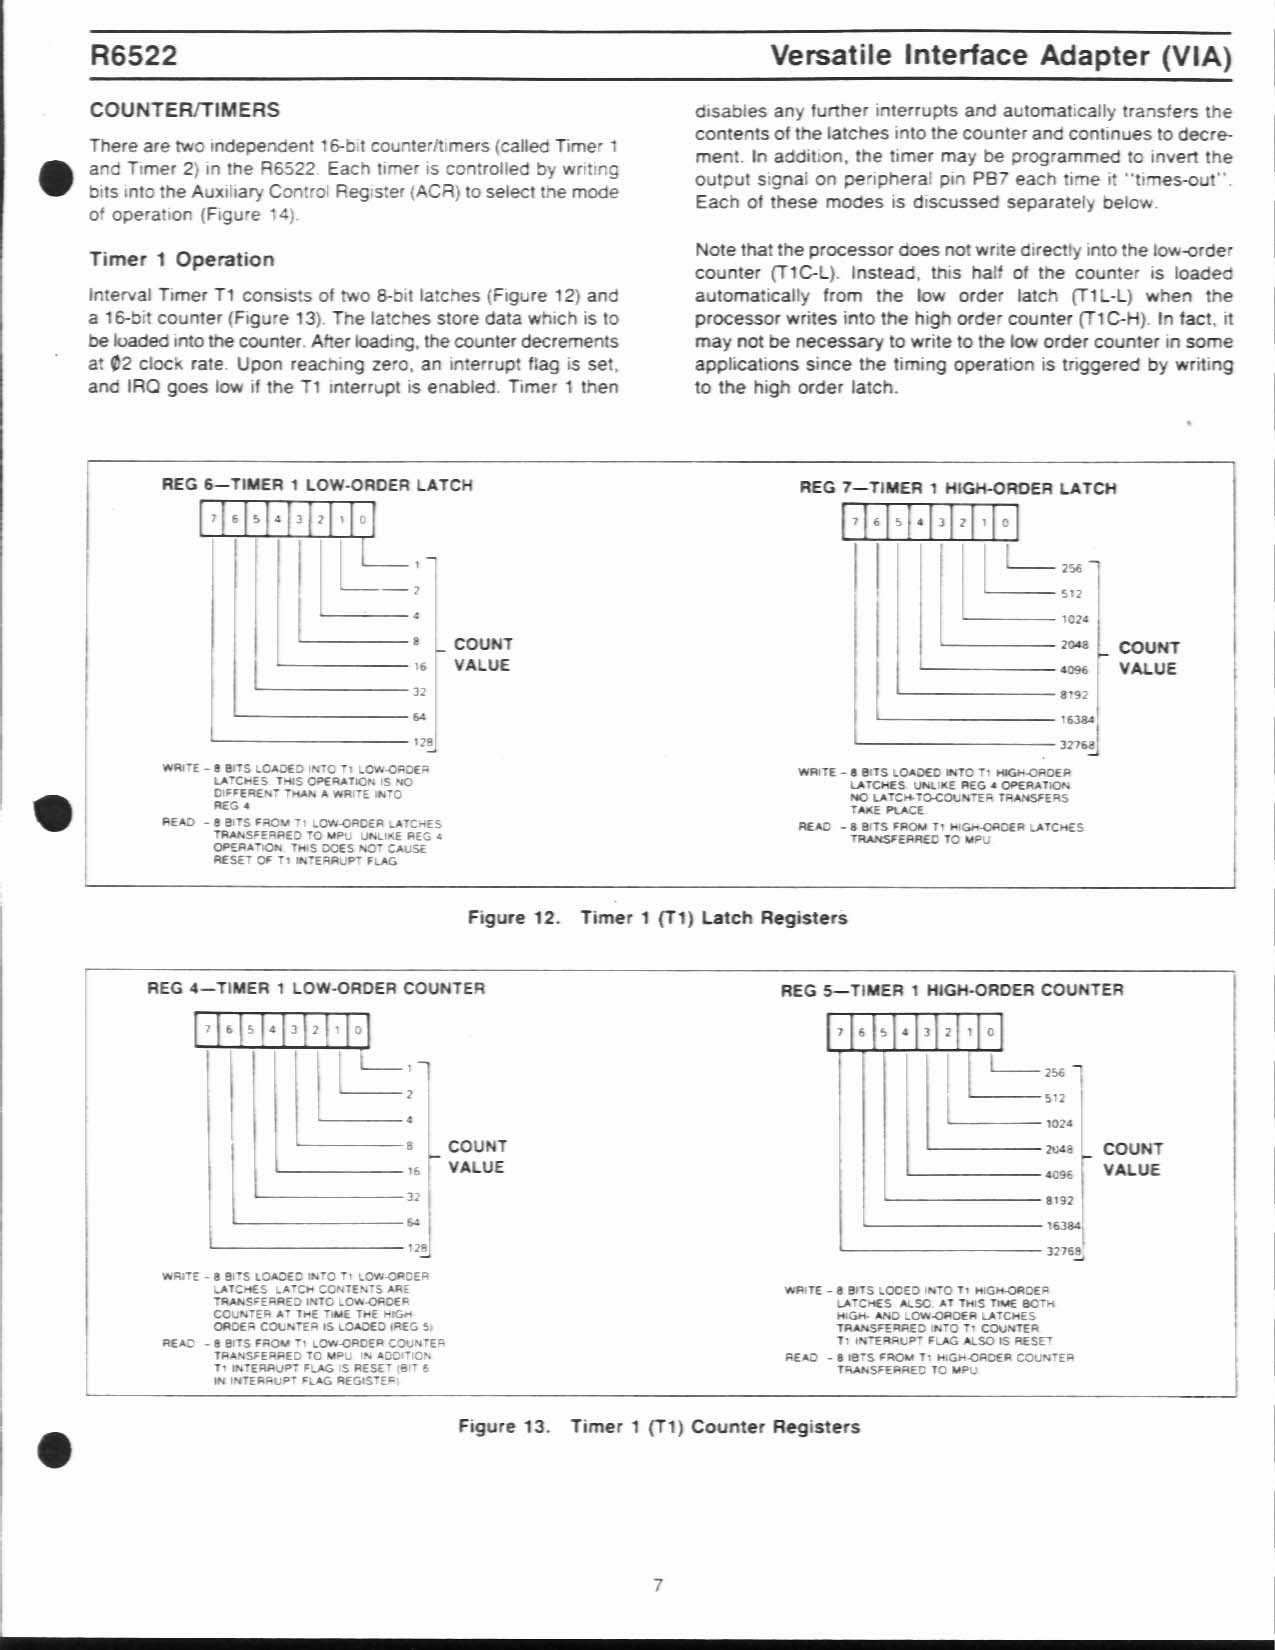 R6522
Versatile Interface Adapter (VIA)
COUNTER/TIMERS
There are two independent 16-bit counter/timers (called Timer 1
and Timer 2) in the R6522. Each timer is controlled by writing
bits into the Auxiliary Control Register (ACR) to select the mode
of operation (Figure 14).
Timer 1 Operation
Interval Timer T1 consists of two 8-bit latches (Figure 12) and
a 16-bit counter (Figure 13). The latches store data which is to
be loaded into the counter. After loading, the counter decrements
at Ø2 clock rate. Upon reaching zero, an interrupt flag is set,
and IRQ goes low if the T1 interrupt is enabled. Timer 1 then
disables any further interrupts and automatically transfers the
contents of the latches into the counter and continues to decre-
ment. In addition, the timer may be programmed to invert the
output signal on peripheral pin PB7 each time it "times-out".
Each of these modes is discussed separately below.
Note that the processor does not write directly into the low-order
counter (T1C-L). Instead, this half of the counter is loaded
automatically from the low order latch (T1L-L) when the
processor writes into the high order counter (T1C-H). In fact, it
may not be necessary to write to the low order counter in some
applications since the timing operation is triggered by writing
to the high order latch.
REG 6—TIMER 1 LOW-ORDER LATCH
7 6 5 4 3 2 1 0
1
2
4
8
16
32
64
128
COUNT
VALUE
WRITE - 8 BITS LOADED INTO T1 LOW-ORDER
LATCHES. THIS OPERATION IS NO
DIFFERENT THAN A WRITE INTO
REG 4
READ - 8 BITS FROM T1 LOW-ORDER LATCHES
TRANSFERRED TO MPU. UNLIKE REG 4
OPERATION. THIS DOES NOT CAUSE
RESET OF T1 INTERRUPT FLAG
REG 7—TIMER 1 HIGH-ORDER LATCH
7 6 5 4 3 2 1 0
256
512
1024
2048
4096
8192
16384
32768
COUNT
VALUE
WRITE - 8 BITS LOADED INTO T1 HIGH-ORDER
LATCHES. UNLIKE REG 4 OPERATION
NO LATCH-TO-COUNTER TRANSFERS
TAKE PLACE.
READ - 8 BITS FROM T1 HIGH-ORDER LATCHES
TRANSFERRED TO MPU
Figure 12. Timer 1 (T1) Latch Registers
REG 4—TIMER 1 LOW-ORDER COUNTER
7 6 5 4 3 2 1 0
1
2
4
8
16
32
64
128
COUNT
VALUE
WRITE - 8 BITS LOADED INTO T1 LOW-ORDER
LATCHES LATCH CONTENTS ARE
TRANSFERRED INTO LOW-ORDER
COUNTER AT THE TIME THE HIGH-
ORDER COUNTER IS LOADED (REG 5)
READ - 8 BITS FROM T1 LOW-ORDER COUNTER
TRANSFERRED TO MPU. IN ADDITION
T1 INTERRUPT FLAG IS RESET (BIT 6
IN INTERRUPT FLAG REGISTER)
REG 5—TIMER 1 HIGH-ORDER COUNTER
7 6 5 4 3 2 1 0
256
512
1024
2048
4096
8192
16384
32768
COUNT
VALUE
WRITE - 8 BITS LODED INTO T1 HIGH-ORDER
LATCHES. ALSO. AT THIS TIME BOTH
HIGH- AND LOW-ORDER LATCHES
TRANSFERRED INTO T1 COUNTER
T1 INTERRUPT FLAG ALSO IS RESET
READ - 8 IBTS FROM T1 HIGH-ORDER COUNTER
TRANSFERRED TO MPU
Figure 13. Timer 1 (T1) Counter Registers
7